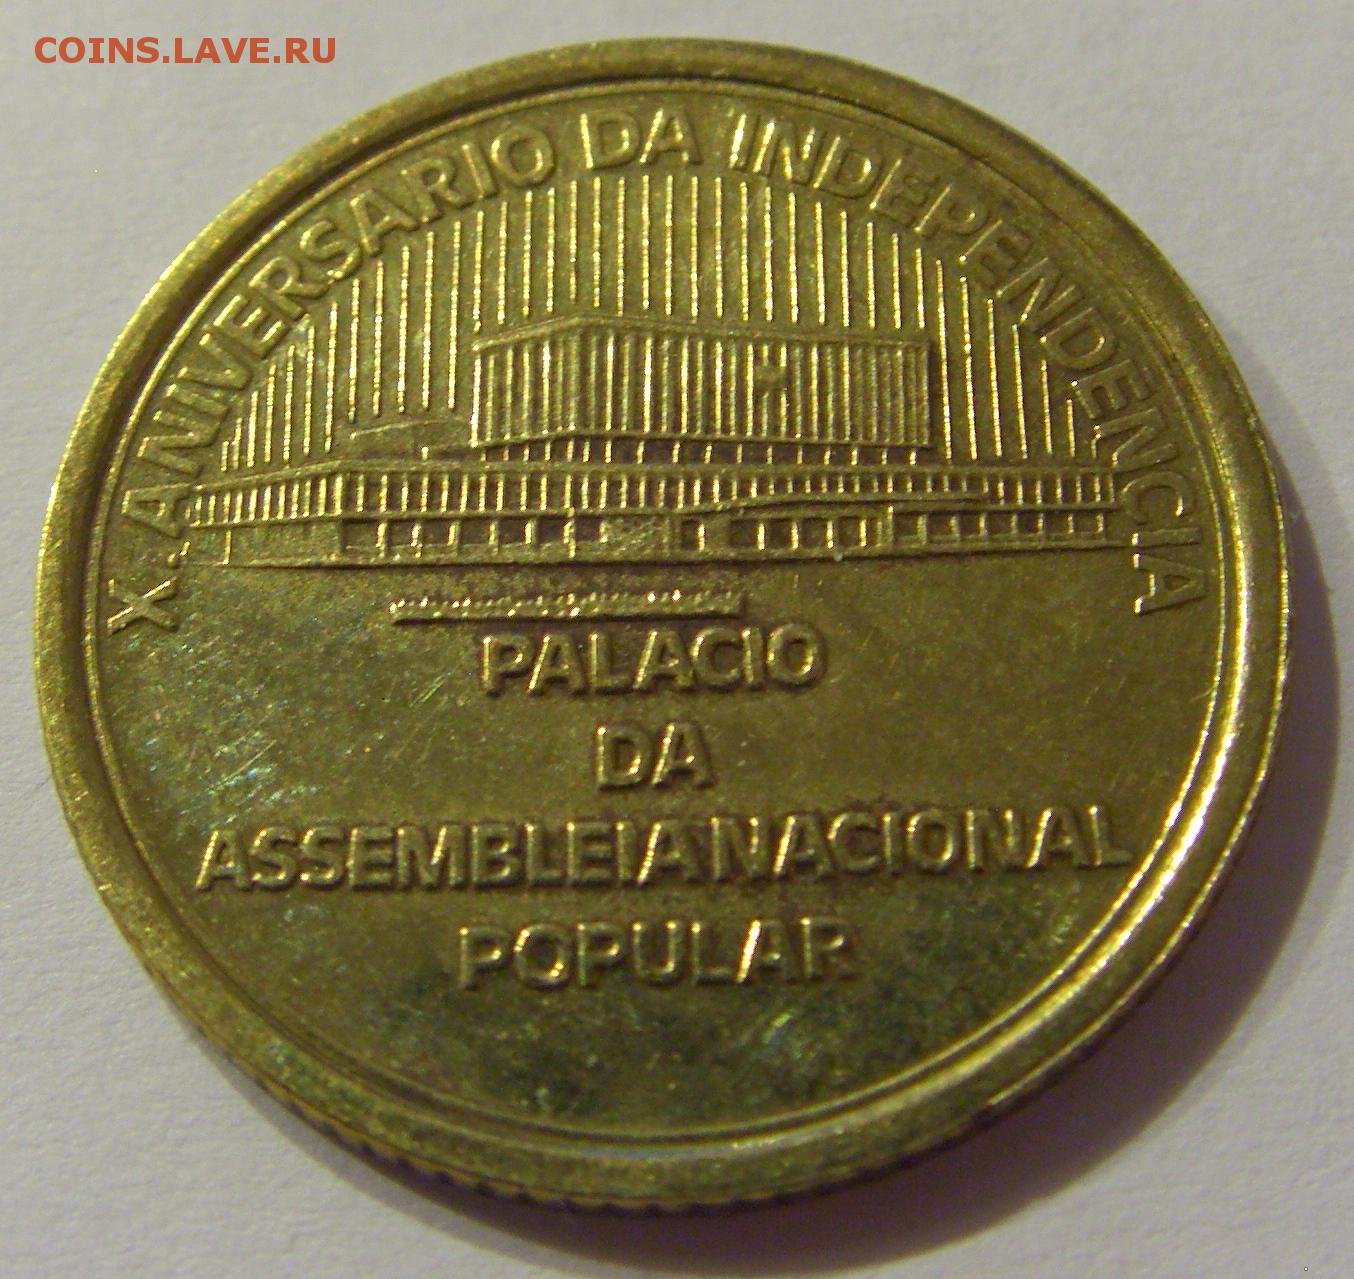 COINS.LAVE.RU
X.ANIVERSARIO DA INDEPENDENCIA
PALACIO
DA
ASSEMBLEIA NACIONAL
POPULAR